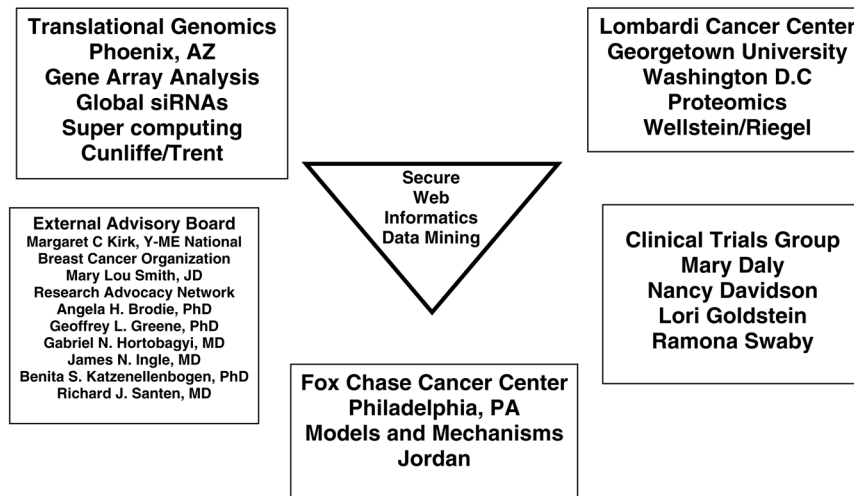 Translational Genomics
Phoenix, AZ
Gene Array Analysis
Global siRNAs
Super computing
Cunliffe/Trent
Lombardi Cancer Center
Georgetown University
Washington D.C
Proteomics
Wellstein/Riegel
Secure
Web
Informatics
Data Mining
External Advisory Board
Margaret C Kirk, Y-ME National
Breast Cancer Organization
Mary Lou Smith, JD
Research Advocacy Network
Angela H. Brodie, PhD
Geoffrey L. Greene, PhD
Gabriel N. Hortobagyi, MD
James N. Ingle, MD
Benita S. Katzenellenbogen, PhD
Richard J. Santen, MD
Clinical Trials Group
Mary Daly
Nancy Davidson
Lori Goldstein
Ramona Swaby
Fox Chase Cancer Center
Philadelphia, PA
Models and Mechanisms
Jordan